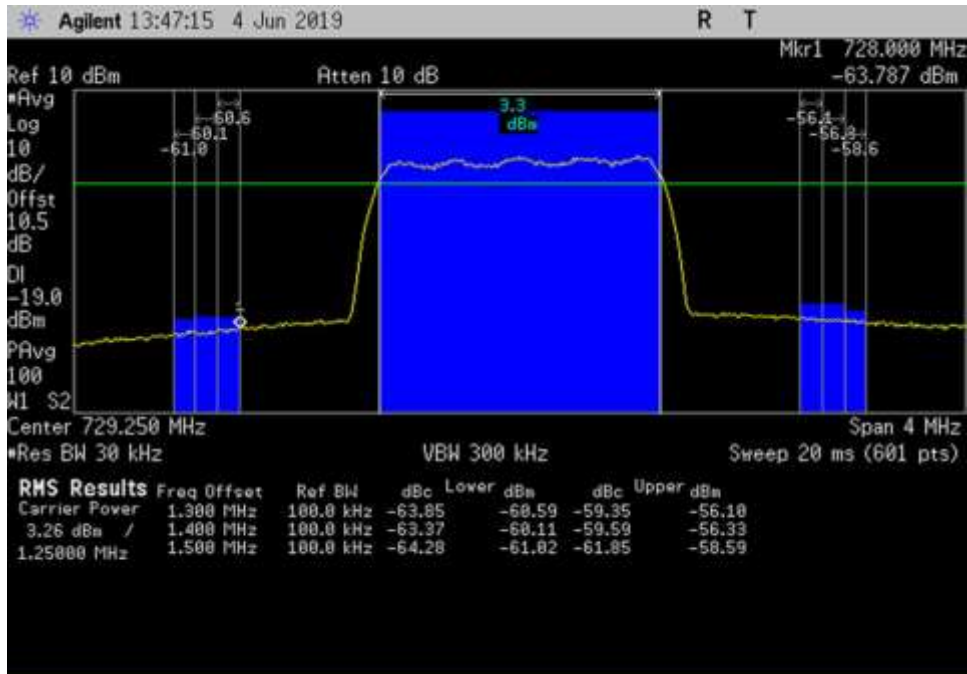 Agilent 13:47:15 4 Jun 2019 R T
Mkr1 728.000 MHz
Ref 10 dBm Atten 10 dB -63.787 dBm
*Avg
Log
10
dB/
Offst
10.5
dB
DI
-19.0
dBm
PAvg
100
W1 S2
3.3
dBm
-60.6
-60.1
-61.0
-56.1
-56.3
-58.6
1
Center 729.250 MHz Span 4 MHz
*Res BW 30 kHz VBW 300 kHz Sweep 20 ms (601 pts)
RMS Results Freq Offset Ref BW dBc Lower dBm dBc Upper dBm
Carrier Power 1.300 MHz 100.0 kHz -63.85 -60.59 -59.35 -56.10
3.26 dBm / 1.400 MHz 100.0 kHz -63.37 -60.11 -59.59 -56.33
1.25000 MHz 1.500 MHz 100.0 kHz -64.28 -61.02 -61.85 -58.59